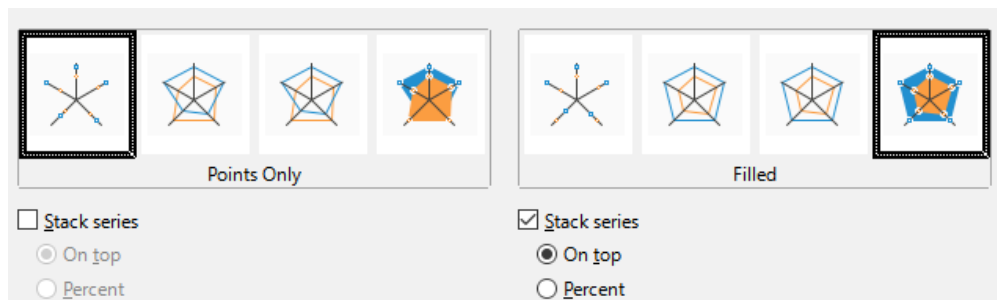 Points Only
Stack series
On top
Percent
Filled
Stack series
On top
Percent